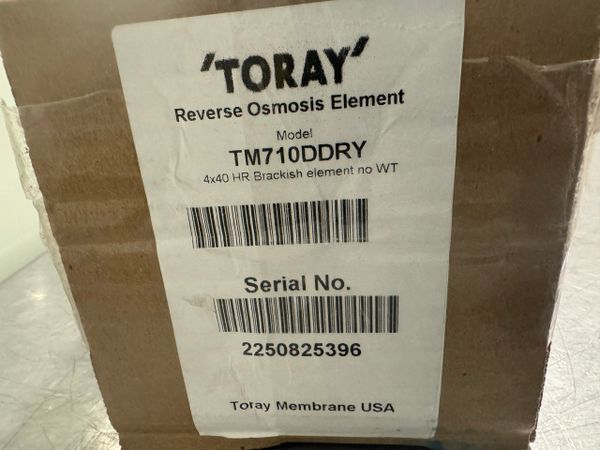 'TORAY'
Reverse Osmosis Element
Model
TM710DDRY
4x40 HR Brackish element no WT
Serial No.
2250825396
Toray Membrane USA